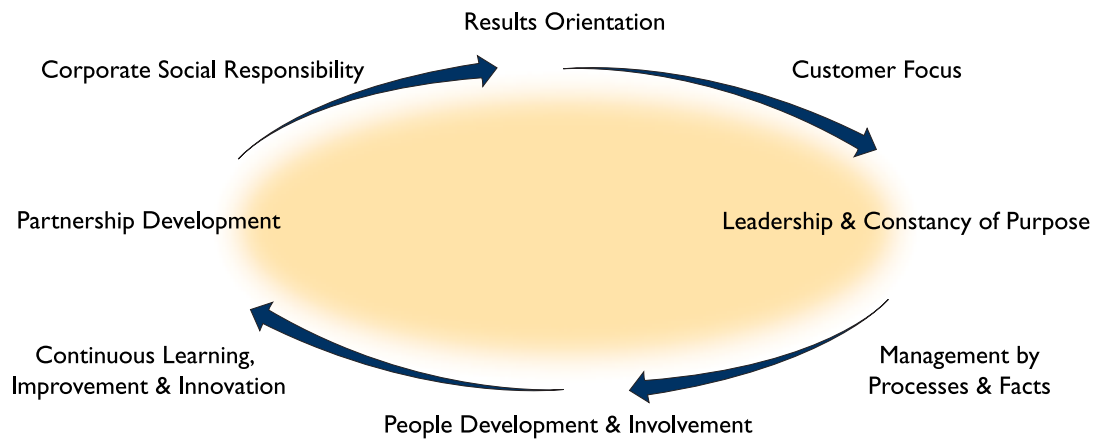 Results Orientation
Corporate Social Responsibility
Customer Focus
Partnership Development
Leadership & Constancy of Purpose
Continuous Learning,
Improvement & Innovation
Management by
Processes & Facts
People Development & Involvement